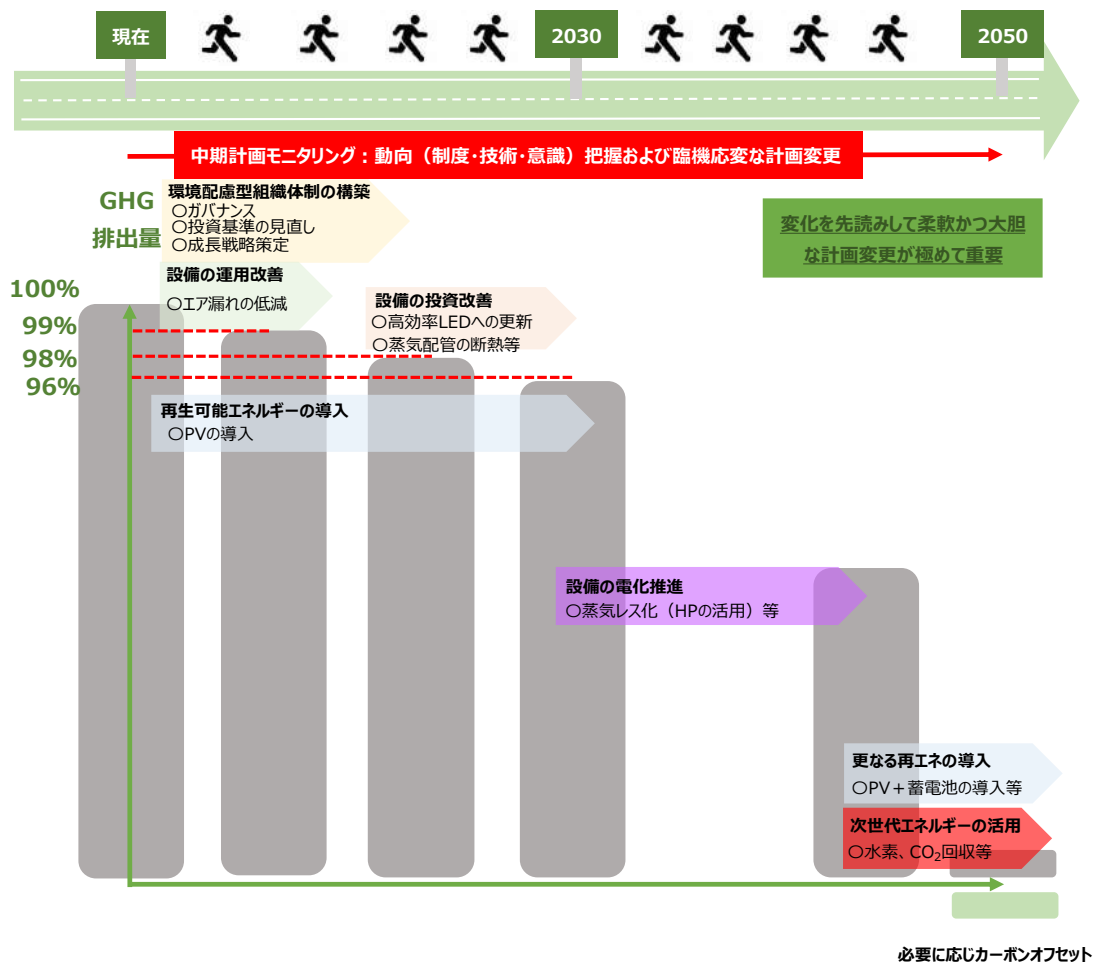 現在
2030
2050
中期計画モニタリング：動向（制度・技術・意識）把握および臨機応変な計画変更
GHG
排出量
環境配慮型組織体制の構築
〇ガバナンス
〇投資基準の見直し
〇成長戦略策定
変化を先読みして柔軟かつ大胆
な計画変更が極めて重要
設備の運用改善
〇エア漏れの低減
設備の投資改善
〇高効率LEDへの更新
〇蒸気配管の断熱等
100%
99%
98%
96%
再生可能エネルギーの導入
〇PVの導入
設備の電化推進
〇蒸気レス化（HPの活用）等
更なる再エネの導入
〇PV＋蓄電池の導入等
次世代エネルギーの活用
〇水素、CO₂回収等
必要に応じカーボンオフセット